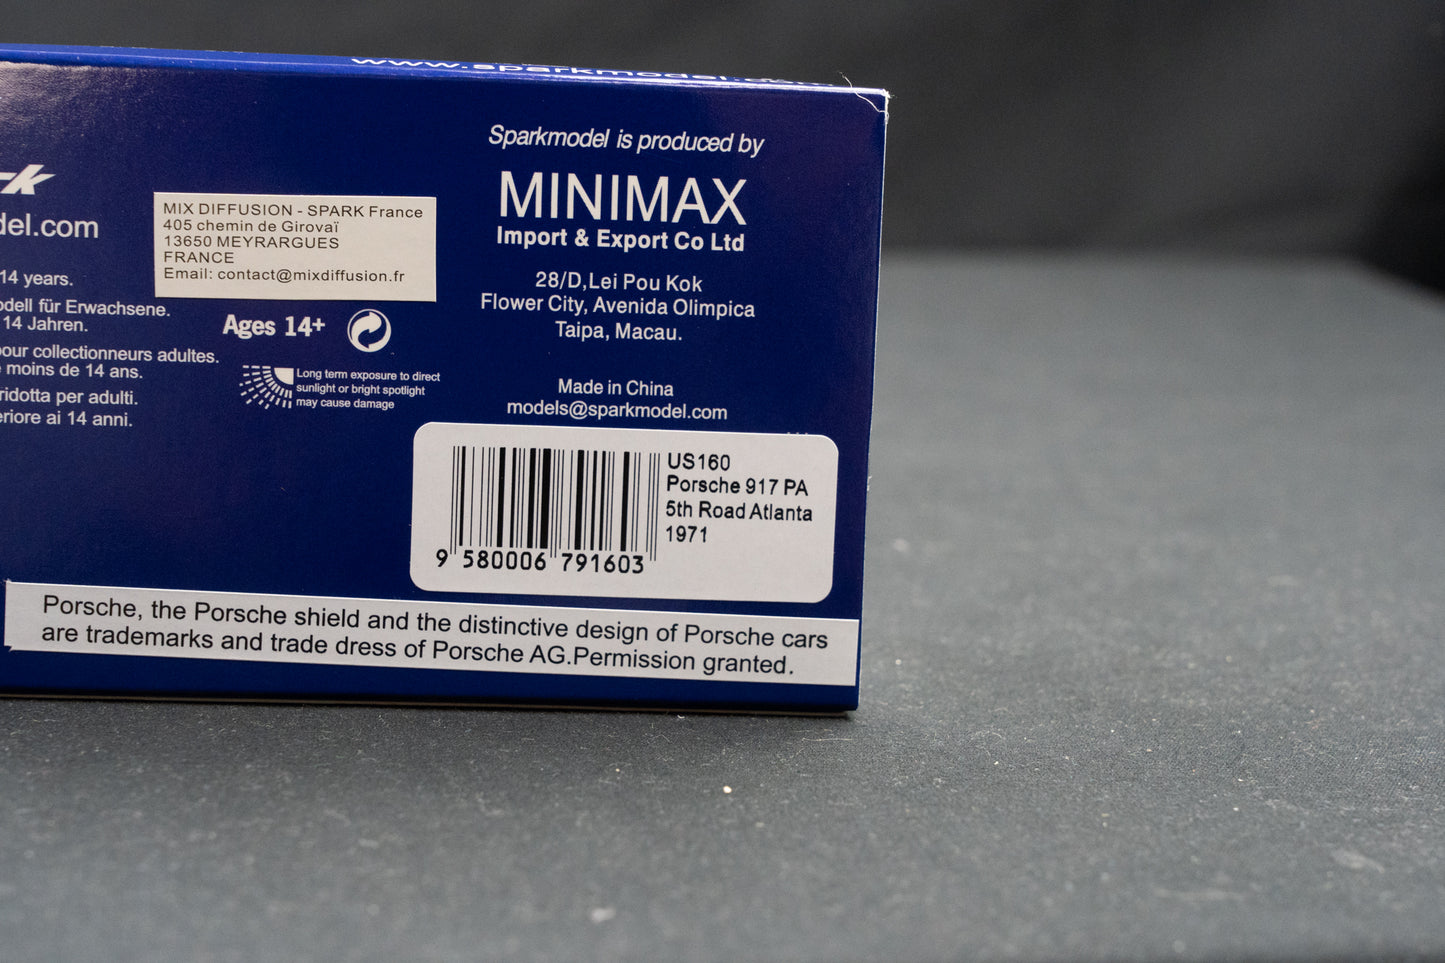 www.sparkmodel.com
rk
del.com
14 years.
odell für Erwachsene.
14 Jahren.
our collectionneurs adultes.
moins de 14 ans.
ridotta per adulti.
eriore ai 14 anni.
MIX DIFFUSION - SPARK France
405 chemin de Girovaï
13650 MEYRARGUES
FRANCE
Email: contact@mixdiffusion.fr
Ages 14+
Long term exposure to direct
sunlight or bright spotlight
may cause damage
Sparkmodel is produced by
MINIMAX
Import & Export Co Ltd
28/D,Lei Pou Kok
Flower City, Avenida Olimpica
Taipa, Macau.
Made in China
models@sparkmodel.com
US160
Porsche 917 PA
5th Road Atlanta
1971
9 580006 791603
Porsche, the Porsche shield and the distinctive design of Porsche cars
are trademarks and trade dress of Porsche AG.Permission granted.